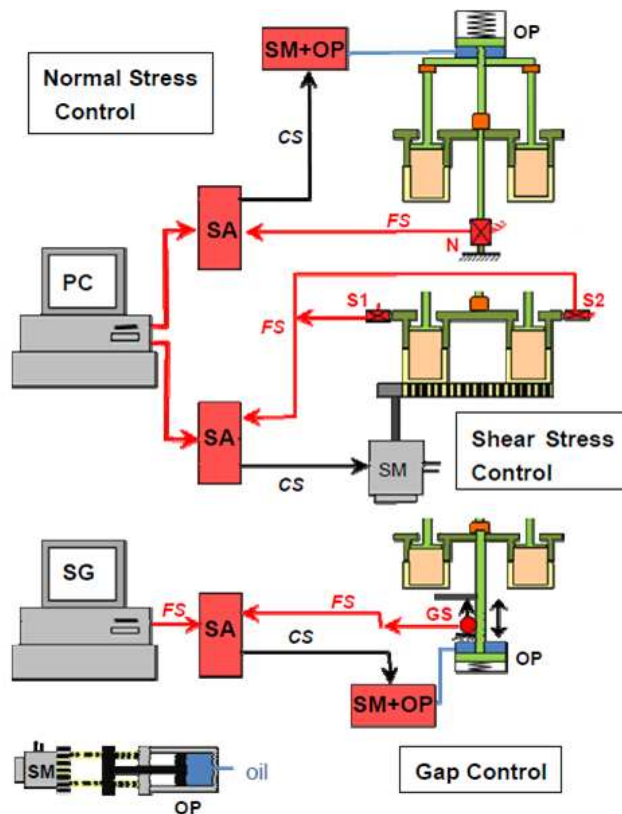 OP
SM+OP
Normal Stress
Control
CS
SA
FS
N
PC
S1
S2
FS
SA
Shear Stress
Control
CS
SM
SG
FS
SA
FS
GS
CS
OP
SM+OP
SM
oil
OP
Gap Control